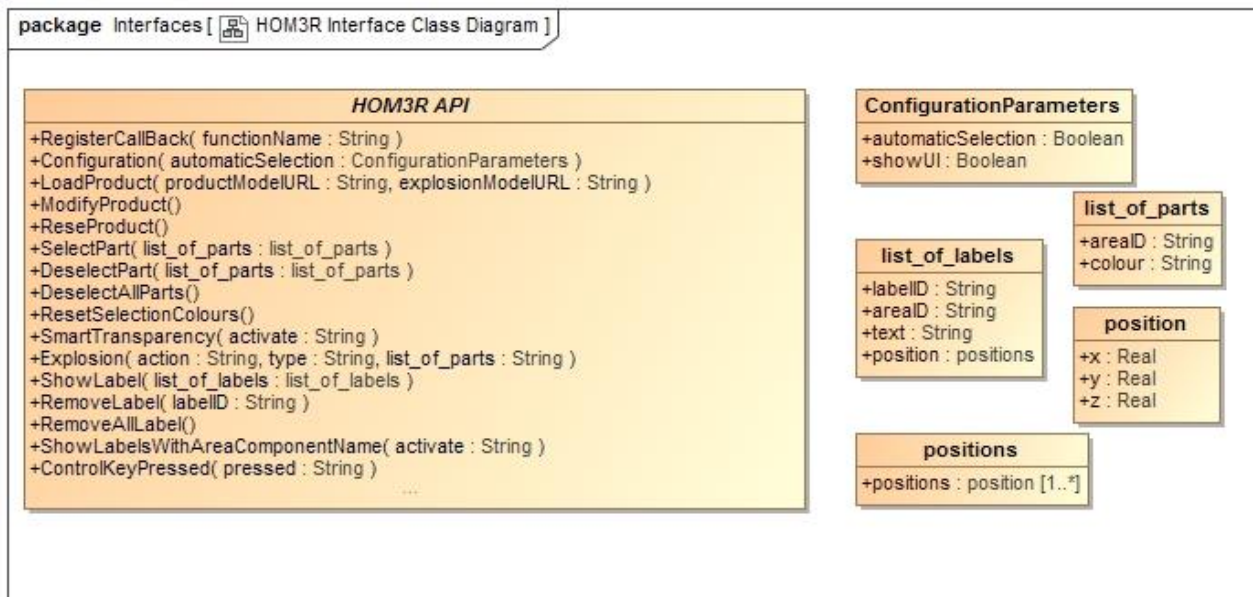 package Interfaces [ HOM3R Interface Class Diagram ]
HOM3R API
+RegisterCallBack( functionName : String )
+Configuration( automaticSelection : ConfigurationParameters )
+LoadProduct( productModelURL : String, explosionModelURL : String )
+ModifyProduct()
+ReseProduct()
+SelectPart( list_of_parts : list_of_parts )
+DeselectPart( list_of_parts : list_of_parts )
+DeselectAllParts()
+ResetSelectionColours()
+SmartTransparency( activate : String )
+Explosion( action : String, type : String, list_of_parts : String )
+ShowLabel( list_of_labels : list_of_labels )
+RemoveLabel( labelID : String )
+RemoveAllLabel()
+ShowLabelsWithAreaComponentName( activate : String )
+ControlKeyPressed( pressed : String )
...
ConfigurationParameters
+automaticSelection : Boolean
+showUI : Boolean
list_of_parts
+areaID : String
+colour : String
list_of_labels
+labelID : String
+areaID : String
+text : String
+position : positions
position
+x : Real
+y : Real
+z : Real
positions
+positions : position [1..*]